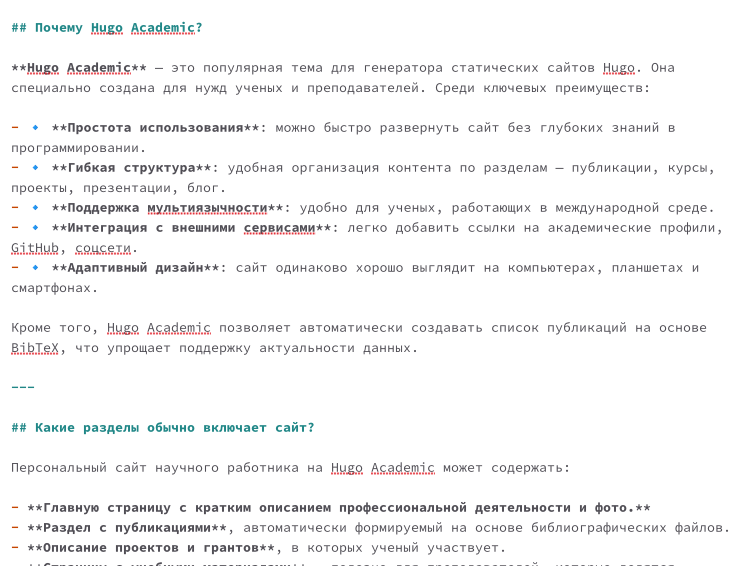 ## Почему Hugo Academic?
**Hugo Academic** — это популярная тема для генератора статических сайтов Hugo. Она
специально создана для нужд ученых и преподавателей. Среди ключевых преимуществ:
- 🔹 **Простота использования**: можно быстро развернуть сайт без глубоких знаний в
программировании.
- 🔹 **Гибкая структура**: удобная организация контента по разделам — публикации, курсы,
проекты, презентации, блог.
- 🔹 **Поддержка мультиязычности**: удобно для ученых, работающих в международной среде.
- 🔹 **Интеграция с внешними сервисами**: легко добавить ссылки на академические профили,
GitHub, соцсети.
- 🔹 **Адаптивный дизайн**: сайт одинаково хорошо выглядит на компьютерах, планшетах и
смартфонах.
Кроме того, Hugo Academic позволяет автоматически создавать список публикаций на основе
BibTeX, что упрощает поддержку актуальности данных.
---
## Какие разделы обычно включает сайт?
Персональный сайт научного работника на Hugo Academic может содержать:
- **Главную страницу с кратким описанием профессиональной деятельности и фото.**
- **Раздел с публикациями**, автоматически формируемый на основе библиографических файлов.
- **Описание проектов и грантов**, в которых ученый участвует.